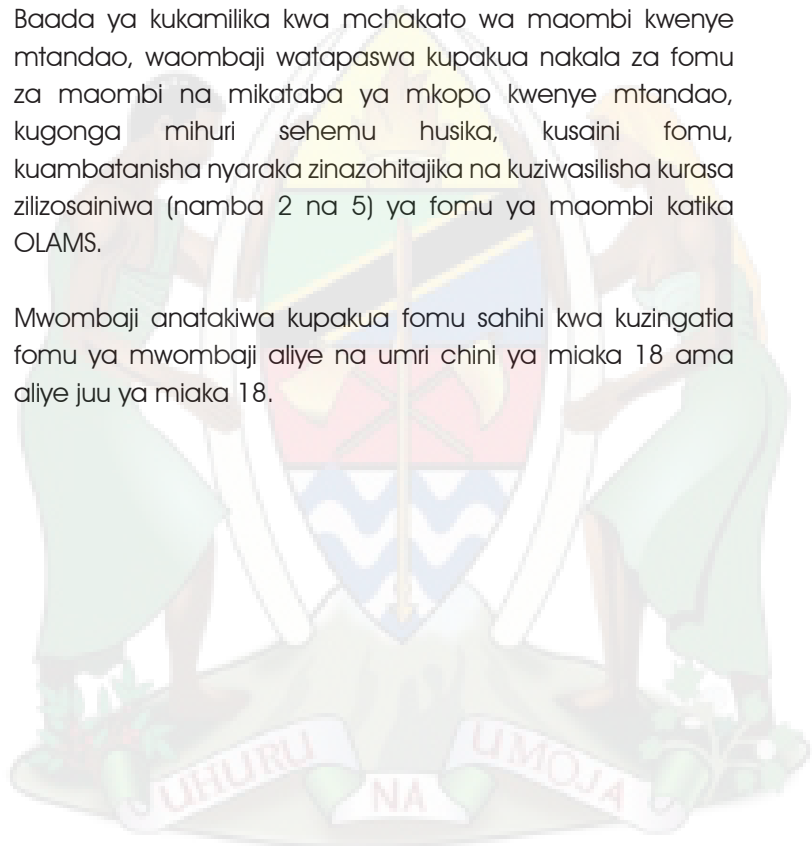 Baada ya kukamilika kwa mchakato wa maombi kwenye
mtandao, waombaji watapaswa kupakua nakala za fomu
za maombi na mikataba ya mkopo kwenye mtandao,
kugonga mihuri sehemu husika, kusaini fomu,
kuambatanisha nyaraka zinazohitajika na kuziwasilisha kurasa
zilizosainiwa (namba 2 na 5) ya fomu ya maombi katika
OLAMS.
Mwombaji anatakiwa kupakua fomu sahihi kwa kuzingatia
fomu ya mwombaji aliye na umri chini ya miaka 18 ama
aliye juu ya miaka 18.
UHURU NA UMOJA